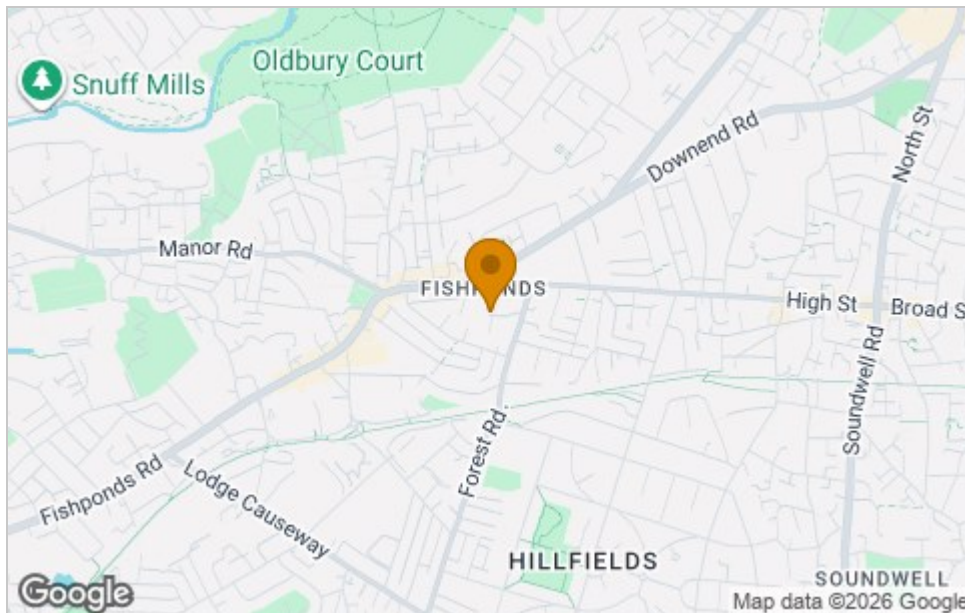 Oldbury Court
Snuff Mills
Downend Rd
North St
Manor Rd
FISHPONDS
High St
Broad S
Soundwell Rd
Forest Rd.
Fishponds Rd
Lodge Causeway
HILLFIELDS
SOUNDWELL
Google
Map data ©2026 Google